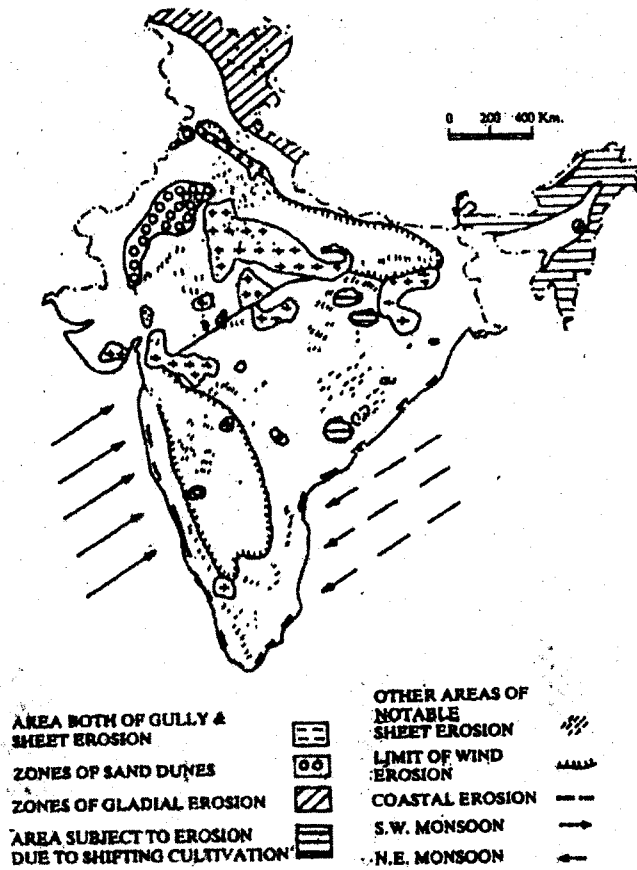 0 200 400 Km.
AREA BOTH OF GULLY &
SHEET EROSION
ZONES OF SAND DUNES
ZONES OF GLADIAL EROSION
AREA SUBJECT TO EROSION
DUE TO SHIFTING CULTIVATION
OTHER AREAS OF
NOTABLE
SHEET EROSION
LIMIT OF WIND
EROSION
COASTAL EROSION
S.W. MONSOON
N.E. MONSOON